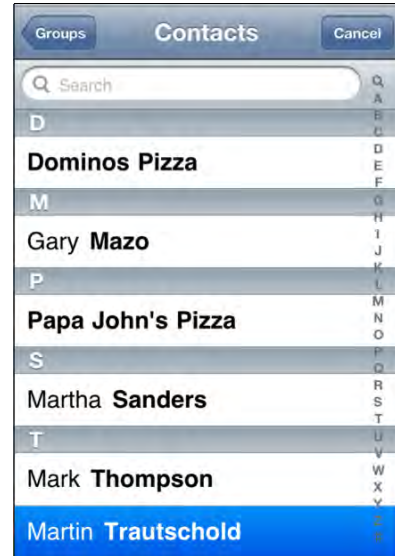 Groups Contacts Cancel
Search
D
Dominos Pizza
M
Gary Mazo
P
Papa John's Pizza
S
Martha Sanders
T
Mark Thompson
Martin Trautschold
A
B
C
D
E
F
G
H
I
J
K
L
M
N
O
P
Q
R
S
T
U
V
W
X
Y
Z
#